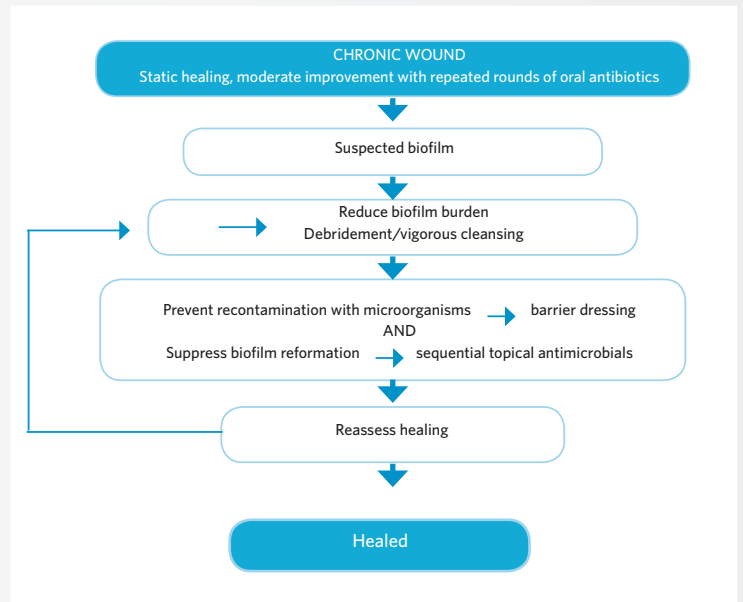 CHRONIC WOUND
Static healing, moderate improvement with repeated rounds of oral antibiotics
Suspected biofilm
Reduce biofilm burden
Debridement/vigorous cleansing
Prevent recontamination with microorganisms barrier dressing
AND
Suppress biofilm reformation sequential topical antimicrobials
Reassess healing
Healed